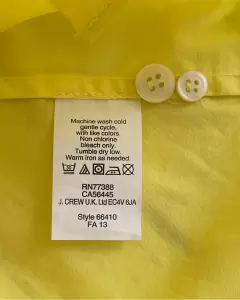 Machine wash cold
gentle cycle,
with like colors.
Non chlorine
bleach only.
Tumble dry low.
Warm iron as needed
RN77388
CA56445
J. CREW U.K. Ltd EC4V 6JA
Style 66410
FA 13